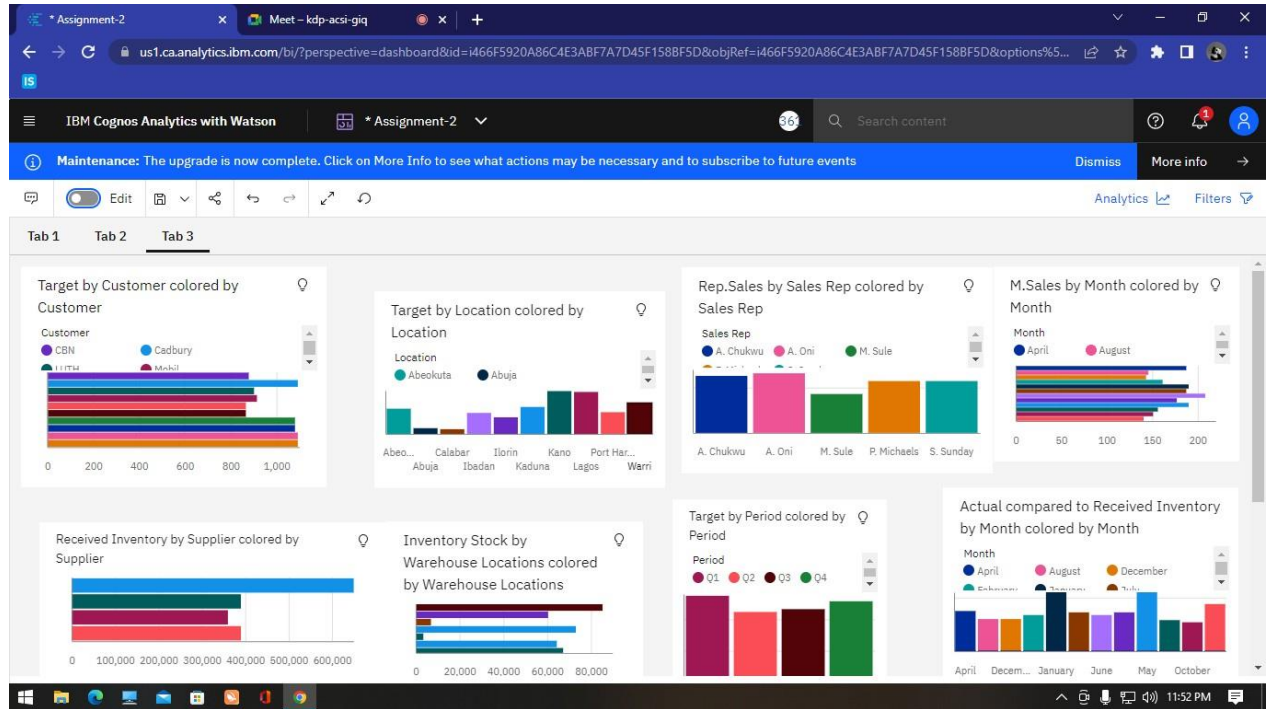 * Assignment-2
Meet – kdp-acsi-giq
us1.ca.analytics.ibm.com/bi/?perspective=dashboard&id=i466F5920A86C4E3ABF7A7D45F158BF5D&objRef=i466F5920A86C4E3ABF7A7D45F158BF5D&options%5...
IS
IBM Cognos Analytics with Watson
* Assignment-2
361
Search content
1
Maintenance: The upgrade is now complete. Click on More Info to see what actions may be necessary and to subscribe to future events
Dismiss
More info
Edit
Analytics
Filters
Tab 1 Tab 2 Tab 3
Target by Customer colored by
Customer
Customer
CBN Cadbury
LUTH Mobil
0 200 400 600 800 1,000
Target by Location colored by
Location
Location
Abeokuta Abuja
Abeo... Calabar Ilorin Kano Port Har...
Abuja Ibadan Kaduna Lagos Warri
Rep.Sales by Sales Rep colored by
Sales Rep
Sales Rep
A. Chukwu A. Oni M. Sule
A. Chukwu A. Oni M. Sule P. Michaels S. Sunday
M.Sales by Month colored by
Month
Month
April August
0 50 100 150 200
Received Inventory by Supplier colored by
Supplier
0 100,000 200,000 300,000 400,000 500,000 600,000
Inventory Stock by
Warehouse Locations colored
by Warehouse Locations
0 20,000 40,000 60,000 80,000
Target by Period colored by
Period
Period
Q1 Q2 Q3 Q4
Actual compared to Received Inventory
by Month colored by Month
Month
April August December
February January July
April Decem... January June May October
11:52 PM